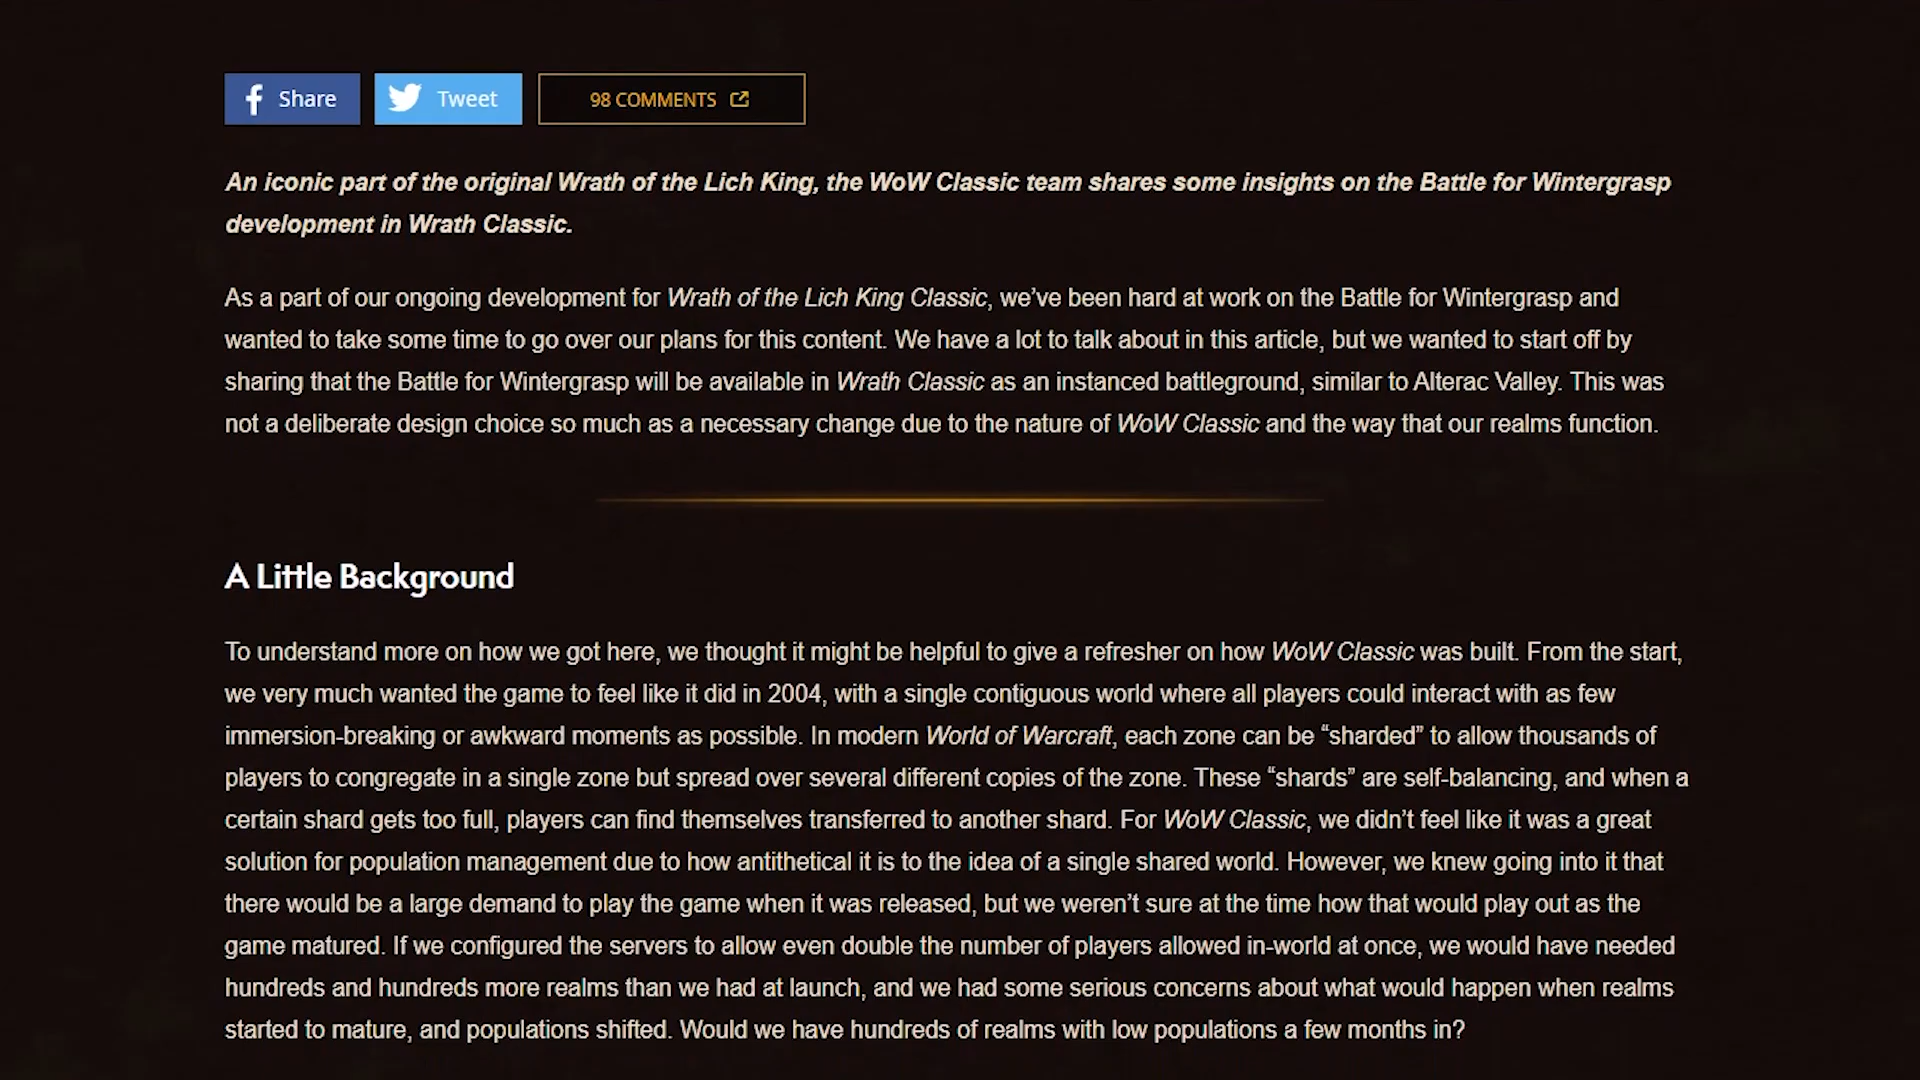 Share
Tweet
98 COMMENTS
An iconic part of the original Wrath of the Lich King, the WoW Classic team shares some insights on the Battle for Wintergrasp
development in Wrath Classic.
As a part of our ongoing development for Wrath of the Lich King Classic, we’ve been hard at work on the Battle for Wintergrasp and
wanted to take some time to go over our plans for this content. We have a lot to talk about in this article, but we wanted to start off by
sharing that the Battle for Wintergrasp will be available in Wrath Classic as an instanced battleground, similar to Alterac Valley. This was
not a deliberate design choice so much as a necessary change due to the nature of WoW Classic and the way that our realms function.
A Little Background
To understand more on how we got here, we thought it might be helpful to give a refresher on how WoW Classic was built. From the start,
we very much wanted the game to feel like it did in 2004, with a single contiguous world where all players could interact with as few
immersion-breaking or awkward moments as possible. In modern World of Warcraft, each zone can be “sharded” to allow thousands of
players to congregate in a single zone but spread over several different copies of the zone. These “shards” are self-balancing, and when a
certain shard gets too full, players can find themselves transferred to another shard. For WoW Classic, we didn’t feel like it was a great
solution for population management due to how antithetical it is to the idea of a single shared world. However, we knew going into it that
there would be a large demand to play the game when it was released, but we weren’t sure at the time how that would play out as the
game matured. If we configured the servers to allow even double the number of players allowed in-world at once, we would have needed
hundreds and hundreds more realms than we had at launch, and we had some serious concerns about what would happen when realms
started to mature, and populations shifted. Would we have hundreds of realms with low populations a few months in?